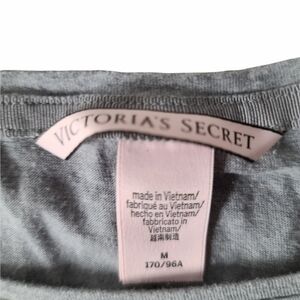 VICTORIA'S SECRET
made in Vietnam/
fabriqué au Vietnam/
hecho en Vietnam/
fabbricato in
Vietnam/
越南制造
M
170/96A